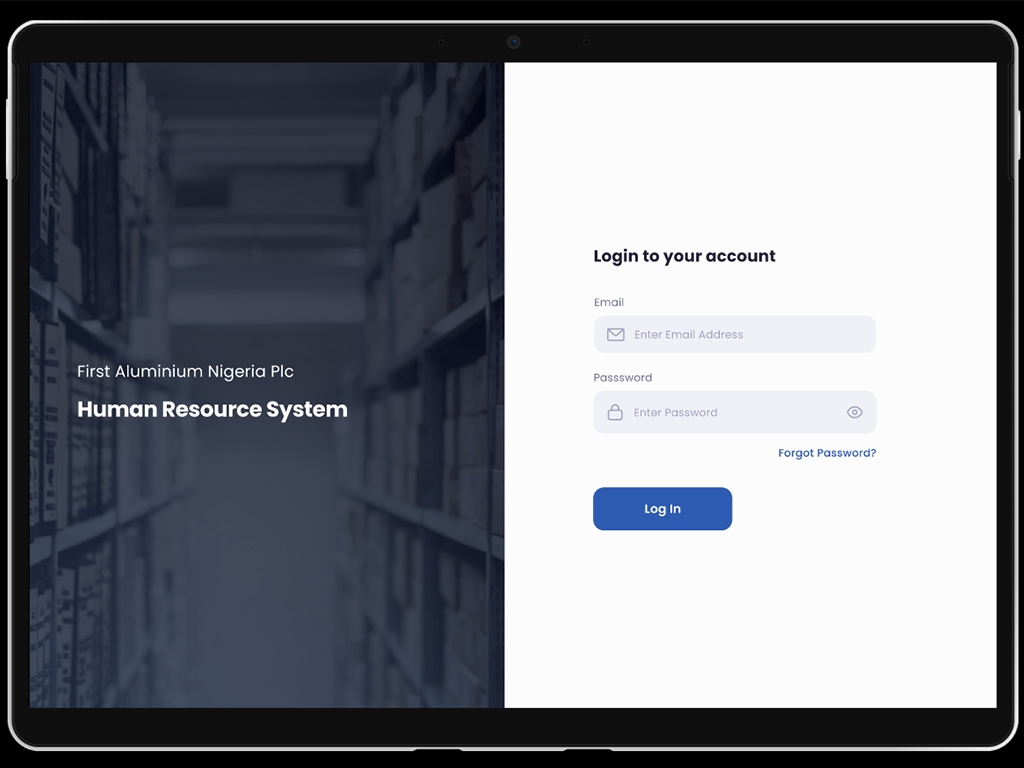 First Aluminium Nigeria Plc
Human Resource System
Login to your account
Email
Enter Email Address
Passsword
Enter Password
Forgot Password?
Log In